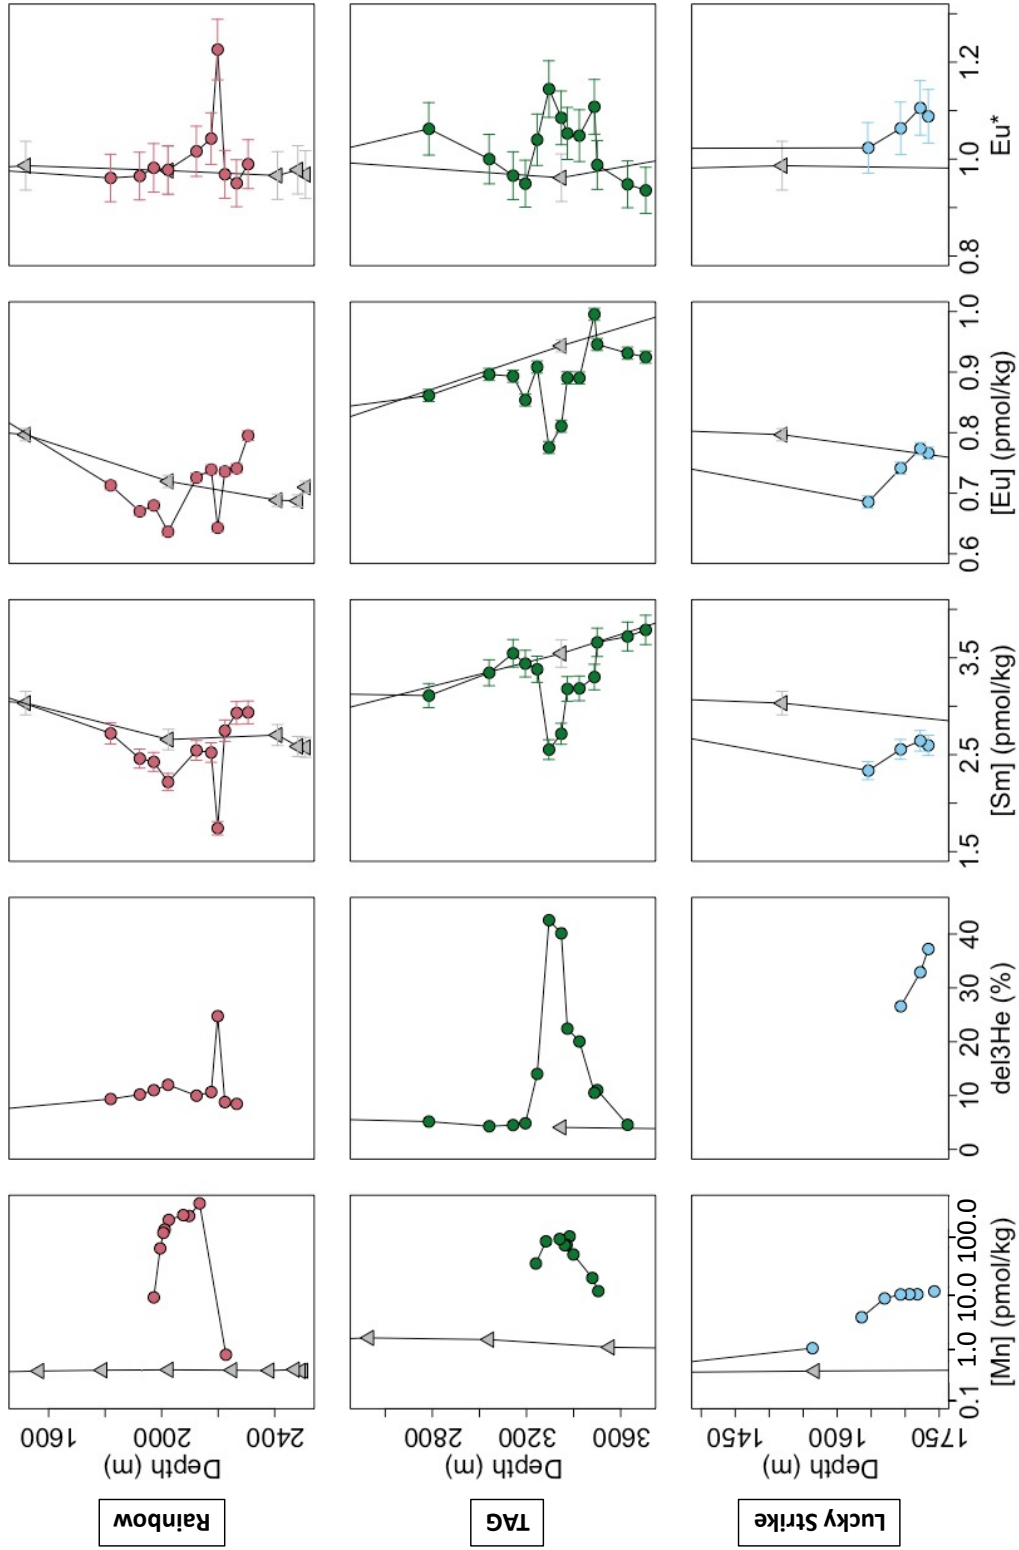 Rainbow
Depth (m)
1600
2000
2400
TAG
Depth (m)
2800
3200
3600
Lucky Strike
Depth (m)
1450
1600
1750
0.1 1.0 10.0 100.0
[Mn] (pmol/kg)
0 10 20 30 40
del3He (%)
1.5 2.5 3.5
[Sm] (pmol/kg)
0.6 0.7 0.8 0.9 1.0
[Eu] (pmol/kg)
0.8 1.0 1.2
Eu*